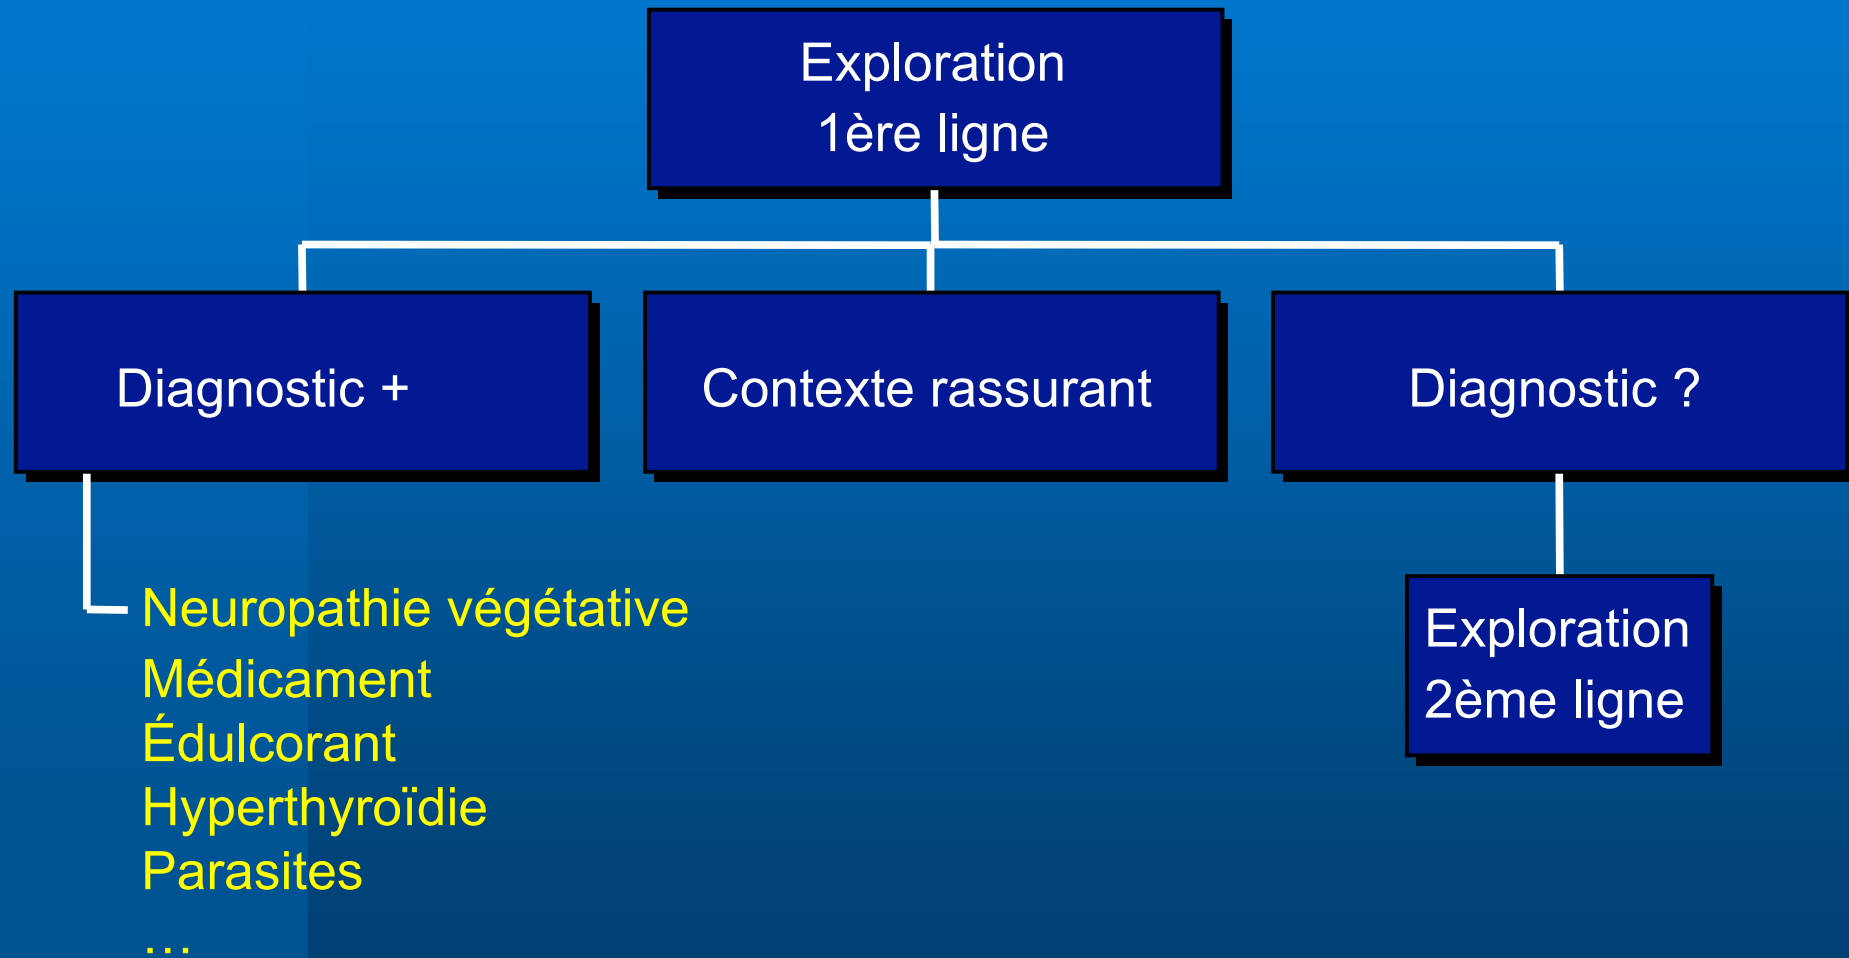 Exploration
1ère ligne
Diagnostic +
Contexte rassurant
Diagnostic ?
Neuropathie végétative
Médicament
Édulcorant
Hyperthyroïdie
Parasites
…
Exploration
2ème ligne